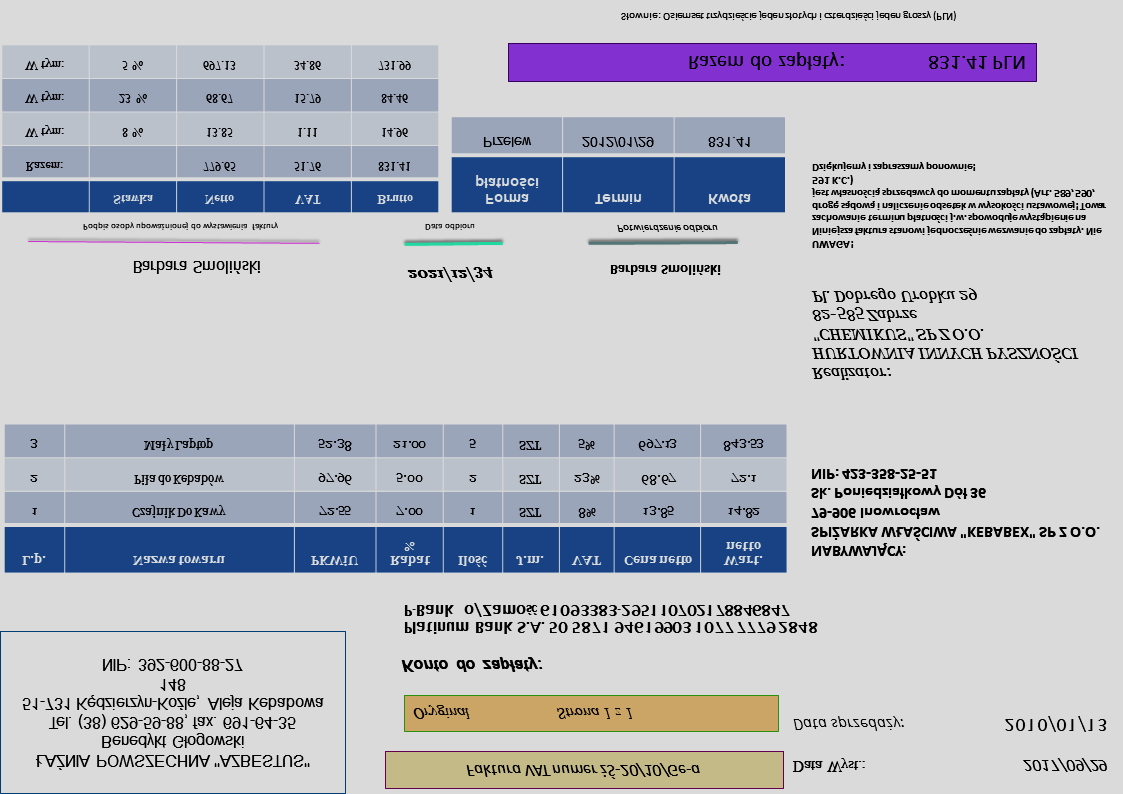 Faktura VAT numer źŚ-20/10/Ge-a
Data Wyst.: 2017/09/29
ŁAŹNIA POWSZECHNA "AZBESTUS"
Benedykt Głogowski
Tel. (38) 629-59-88, fax. 691-64-35
51-731 Kędzierzyn-Koźle, Aleja Kebabowa
148
NIP: 392-600-88-27
Oryginał Strona 1 z 1
Data sprzedaży: 2010/01/13
Konto do zapłaty:
Platinum Bank S.A. 50 5871 9461 9903 1077 7779 2848
P-Bank o/Zamość 61093383-295110702178846847
NABYWAJĄCY:
SPIŻARKA WŁAŚCIWA "KEBABEX" SP Z O.O.
79-906 Inowrocław
Sk. Poniedziałkowy Dół 36
NIP: 423-358-25-51
L.p. Nazwa towaru PKWiU Rabat % Ilość J.m. VAT Cena netto Wart. netto
1 Czajnik Do Kawy 72.55 7.00 1 SZT 8% 13.85 14.82
2 Piła do Kebabów 97.96 5.00 2 SZT 23% 68.67 72.1
3 Mały Laptop 52.38 21.00 5 SZT 5% 697.13 843.53
Realizator:
HURTOWNIA INNYCH PYSZNOŚCI
"CHEMIKUS" SP Z O.O.
82-585 Zabrze
Pl. Dobrego Urobku 29
Barbara Smoliński
Podpis osoby upoważnionej do wystawienia faktury
2021/12/34
Data odbioru
Barbara Smoliński
Potwierdzenie odbioru
UWAGA!
Niniejsza faktura stanowi jednocześnie wezwanie do zapłaty. Nie
zachowanie terminu płatności j.w. spowoduje wystąpienie na
drogę sądową i naliczenie odsetek w wysokości ustawowej! Towar
jest własnością sprzedawcy do momentu zapłaty (Art. 589, 590,
591 K.C.)
Dziękujemy i zapraszamy ponownie!
Stawka Netto VAT Brutto
Razem: 779.65 51.76 831.41
W tym: 8 % 13.85 1.11 14.96
W tym: 23 % 68.67 15.79 84.46
W tym: 5 % 697.13 34.86 731.99
Forma płatności Termin Kwota
Przelew 2012/01/29 831.41
Razem do zapłaty: 831.41 PLN
Słownie: Osiemset trzydzieście jeden złotych i czterdzieści jeden groszy (PLN)